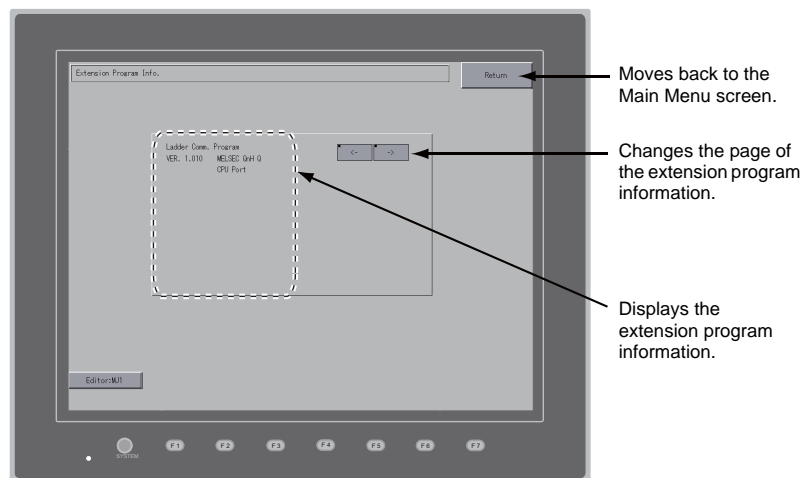 Extension Program Info.
Return
Ladder Comm. Program
VER. 1.010 MELSEC QnH Q
CPU Port
<- ->
Editor:MJ1
SYSTEM
F1 F2 F3 F4 F5 F6 F7
Moves back to the
Main Menu screen.
Changes the page of
the extension program
information.
Displays the
extension program
information.